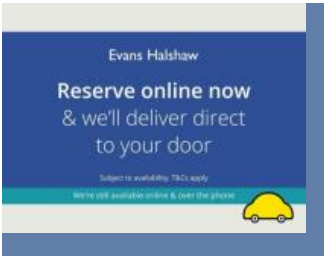 Evans Halshaw
Reserve online now
& we'll deliver direct
to your door
Subject to availability. T&Cs apply
We're still available online & over the phone